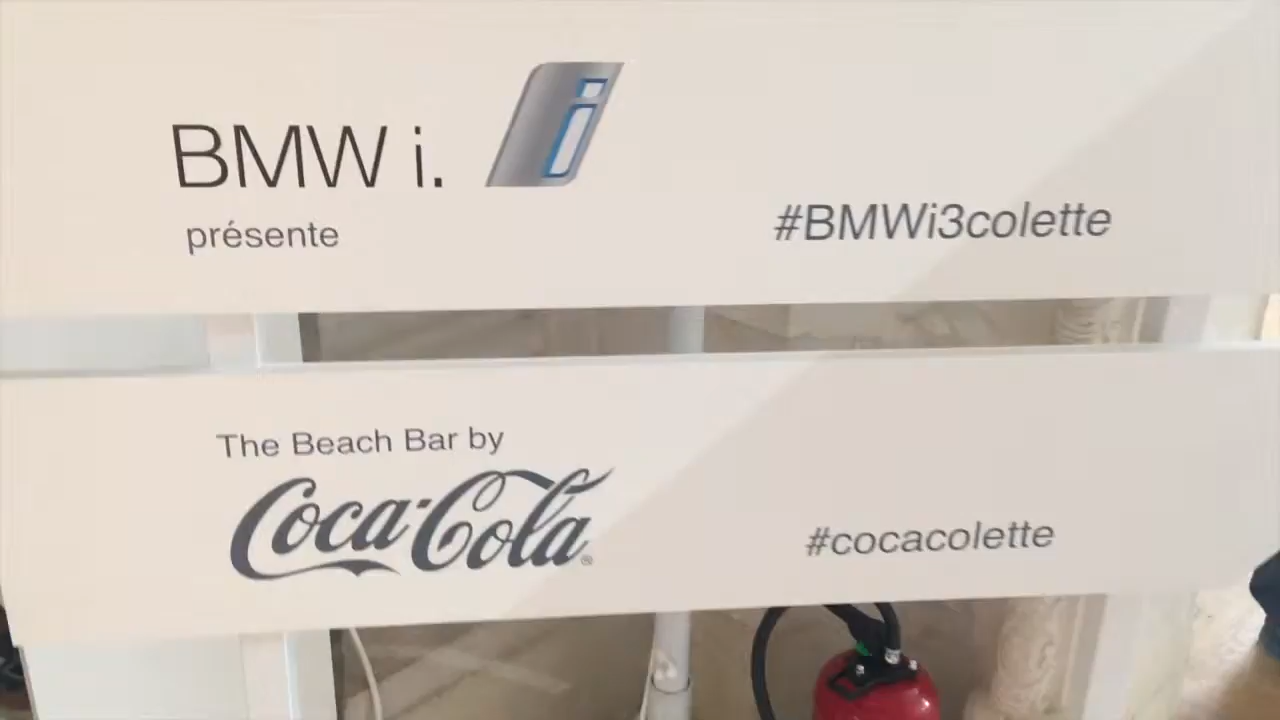 BMW i.
i
présente
#BMWi3colette
The Beach Bar by
Coca-Cola®
#cocacolette